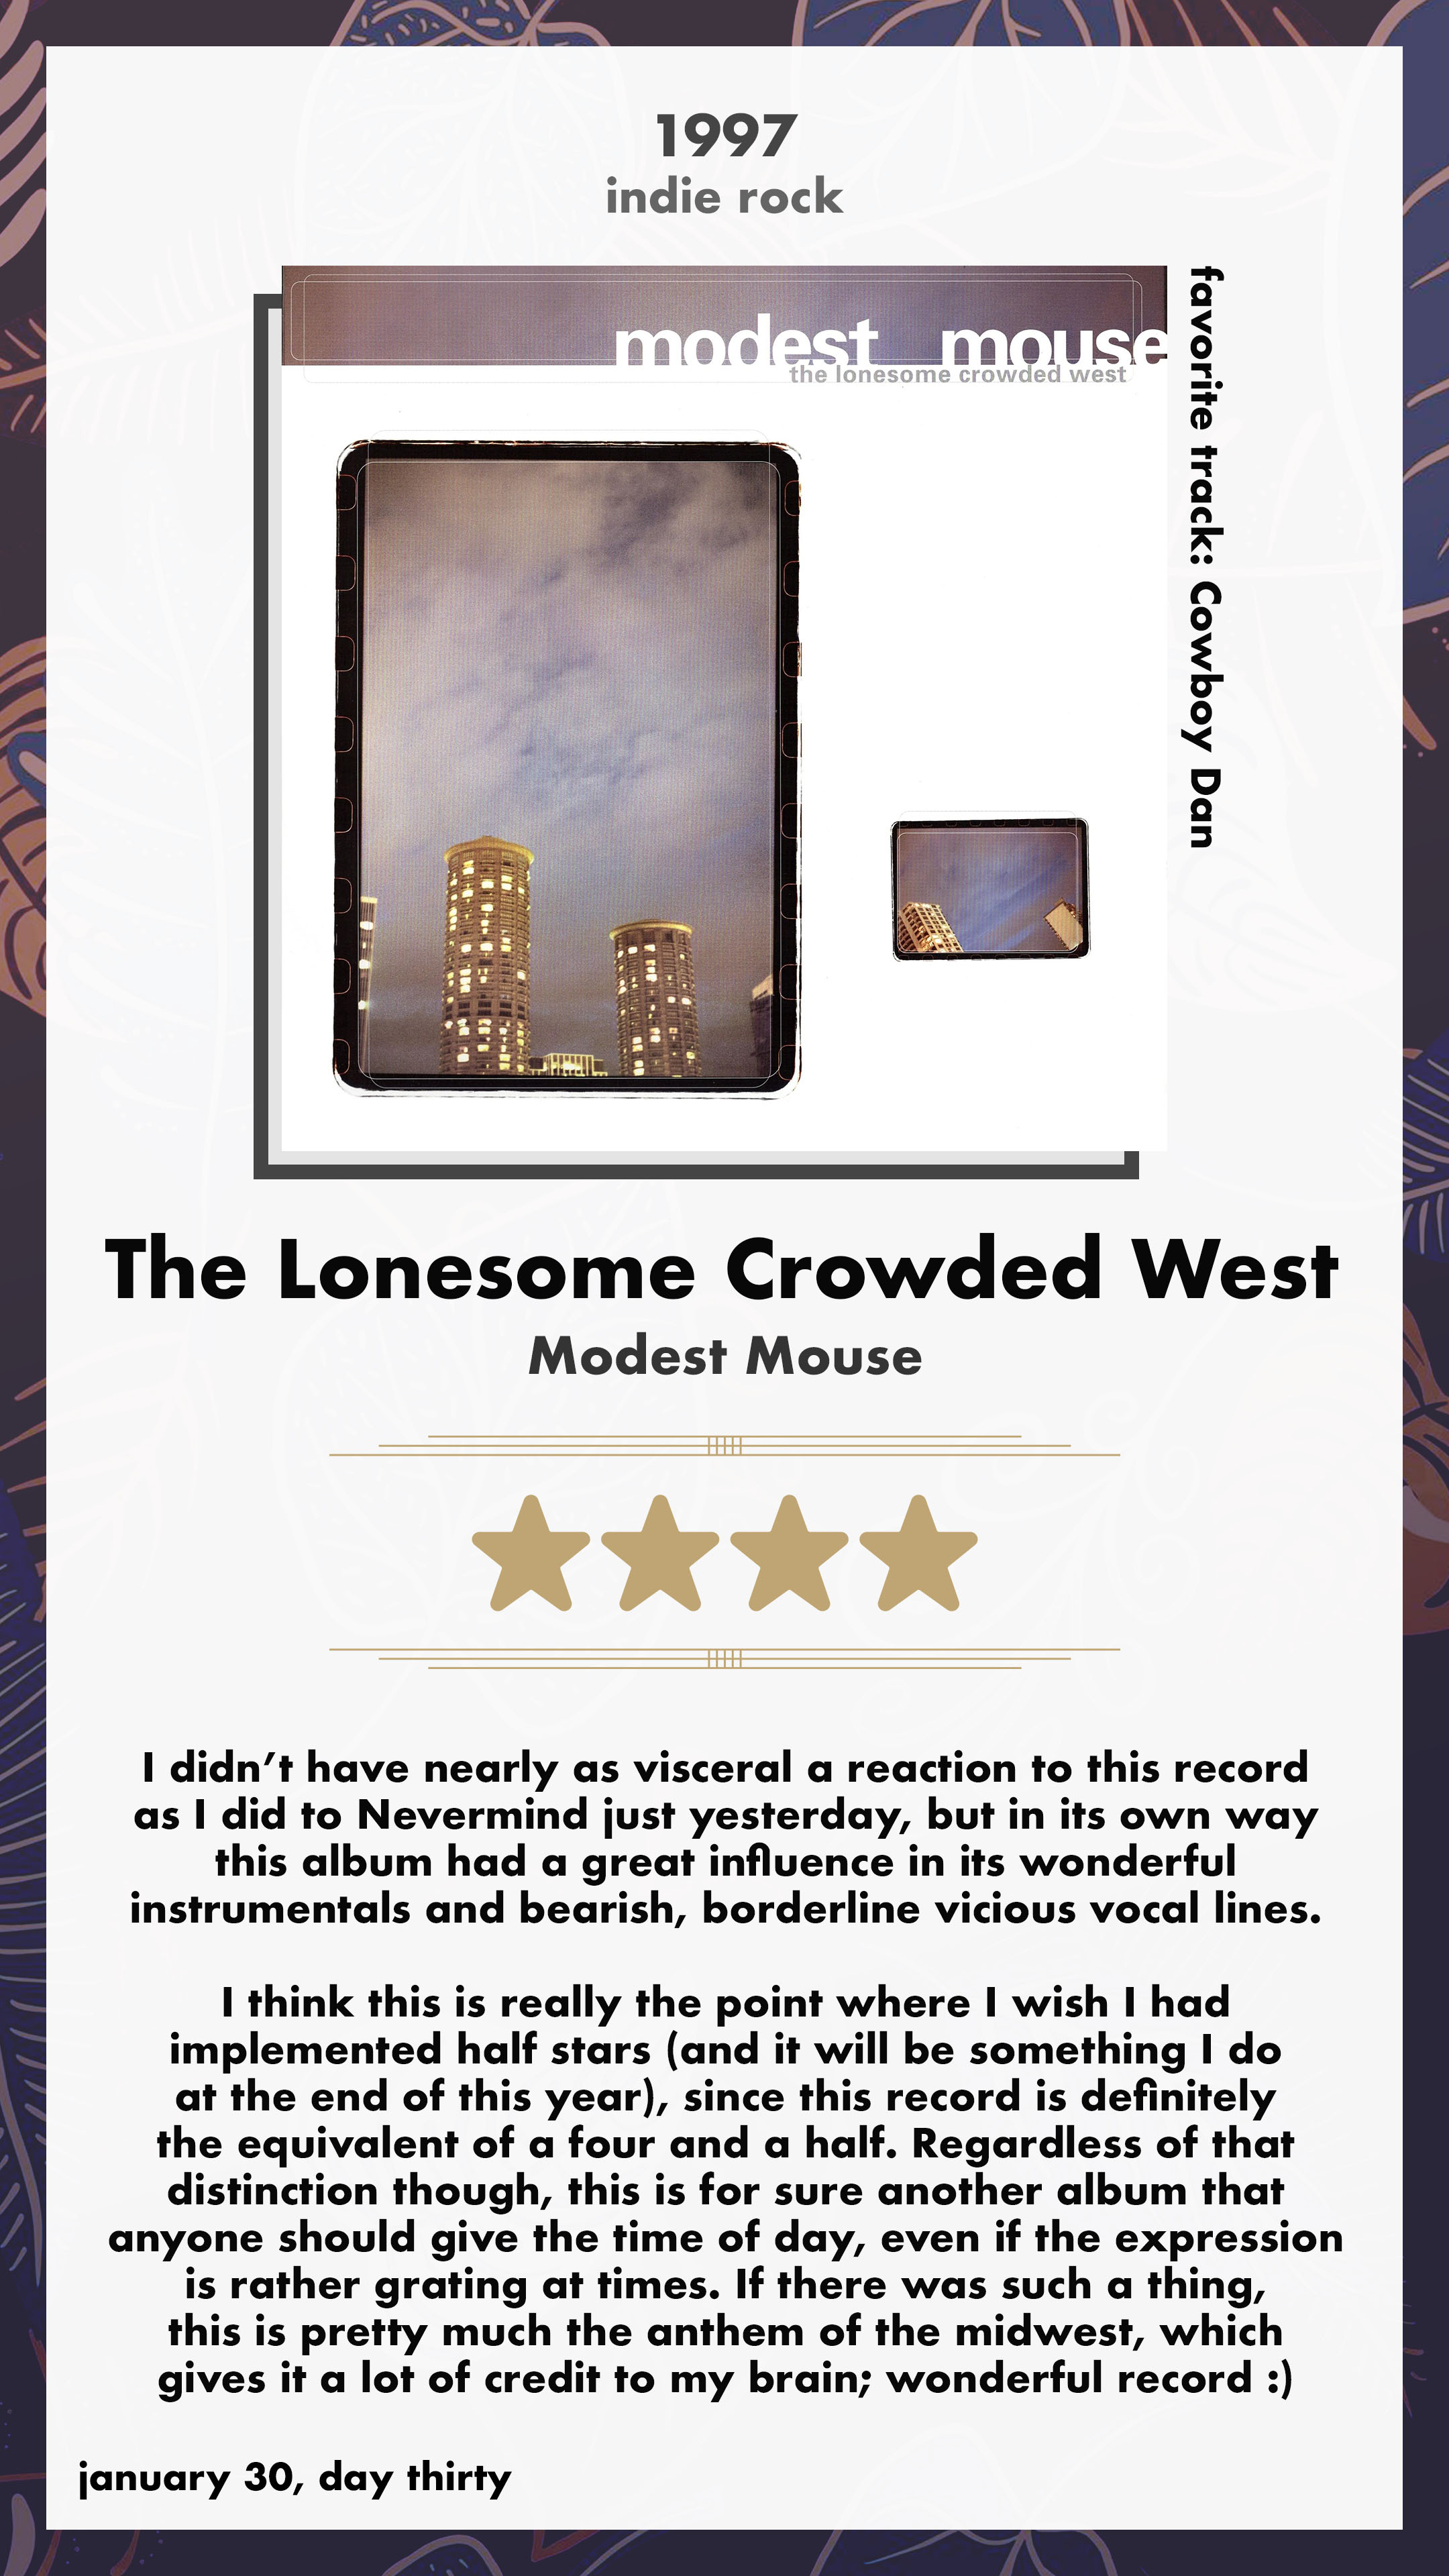 1997
indie rock
modest mouse
the lonesome crowded west
favorite track: Cowboy Dan
The Lonesome Crowded West
Modest Mouse
I didn’t have nearly as visceral a reaction to this record
as I did to Nevermind just yesterday, but in its own way
this album had a great influence in its wonderful
instrumentals and bearish, borderline vicious vocal lines.
I think this is really the point where I wish I had
implemented half stars (and it will be something I do
at the end of this year), since this record is definitely
the equivalent of a four and a half. Regardless of that
distinction though, this is for sure another album that
anyone should give the time of day, even if the expression
is rather grating at times. If there was such a thing,
this is pretty much the anthem of the midwest, which
gives it a lot of credit to my brain; wonderful record :)
january 30, day thirty